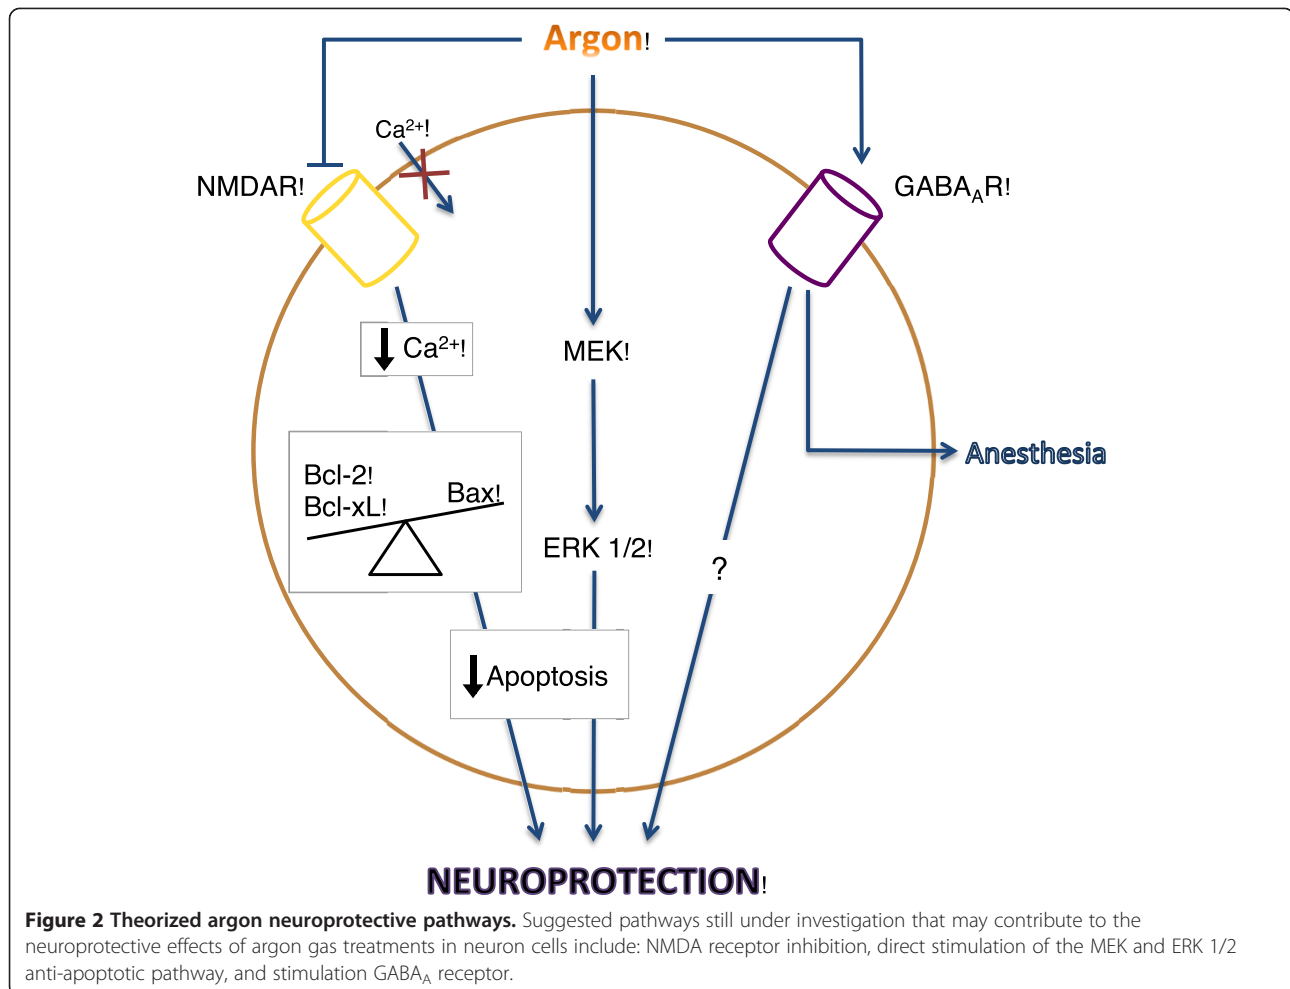 Argon!
Ca²⁺!
NMDAR!
GABA_AR!
Ca²⁺!
MEK!
Bcl-2!
Bcl-xL!
Bax!
Anesthesia
ERK 1/2!
?
Apoptosis
NEUROPROTECTION!
Figure 2 Theorized argon neuroprotective pathways. Suggested pathways still under investigation that may contribute to the
neuroprotective effects of argon gas treatments in neuron cells include: NMDA receptor inhibition, direct stimulation of the MEK and ERK 1/2
anti-apoptotic pathway, and stimulation GABA_A receptor.